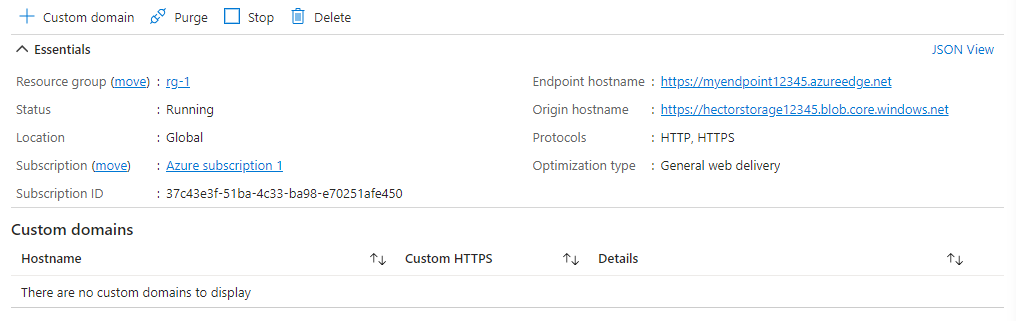 Custom domain Purge Stop Delete
Essentials JSON View
Resource group (move) : rg-1 Endpoint hostname : https://myendpoint12345.azureedge.net
Status : Running Origin hostname : https://hectorstorage12345.blob.core.windows.net
Location : Global Protocols : HTTP, HTTPS
Subscription (move) : Azure subscription 1 Optimization type : General web delivery
Subscription ID : 37c43e3f-51ba-4c33-ba98-e70251afe450
Custom domains
Hostname Custom HTTPS Details
There are no custom domains to display